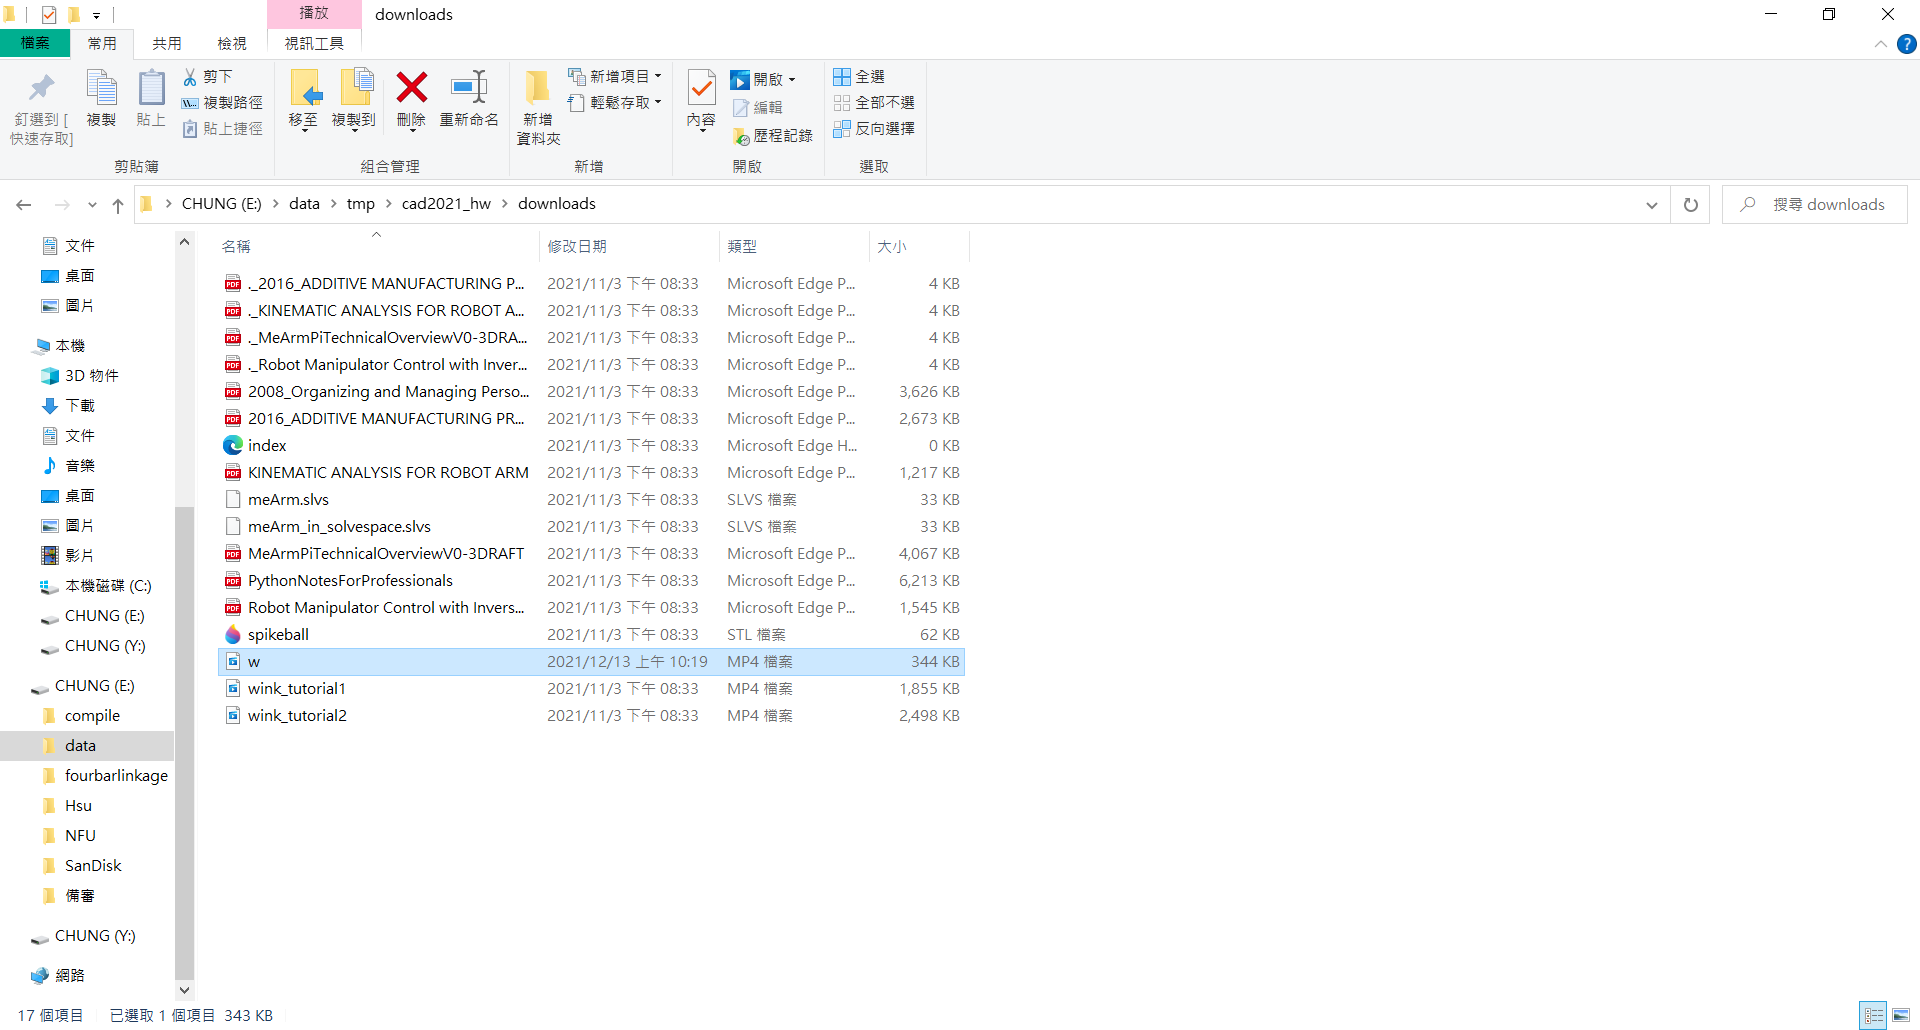 播放
downloads
檔案
常用
共用
檢視
視訊工具
釘選到 [
快速存取]
複製
貼上
剪下
複製路徑
貼上捷徑
剪貼簿
移至
複製到
刪除
重新命名
組合管理
新增
資料夾
新增項目
輕鬆存取
新增
內容
開啟
編輯
歷程記錄
開啟
全選
全部不選
反向選擇
選取
CHUNG (E:) > data > tmp > cad2021_hw > downloads
搜尋 downloads
文件
桌面
圖片
本機
3D 物件
下載
文件
音樂
桌面
圖片
影片
本機磁碟 (C:)
CHUNG (E:)
CHUNG (Y:)
CHUNG (E:)
compile
data
fourbarlinkage
Hsu
NFU
SanDisk
備審
CHUNG (Y:)
網路
名稱 修改日期 類型 大小
._2016_ADDITIVE MANUFACTURING P... 2021/11/3 下午 08:33 Microsoft Edge P... 4 KB
._KINEMATIC ANALYSIS FOR ROBOT A... 2021/11/3 下午 08:33 Microsoft Edge P... 4 KB
._MeArmPiTechnicalOverviewV0-3DRA... 2021/11/3 下午 08:33 Microsoft Edge P... 4 KB
._Robot Manipulator Control with Inver... 2021/11/3 下午 08:33 Microsoft Edge P... 4 KB
2008_Organizing and Managing Perso... 2021/11/3 下午 08:33 Microsoft Edge P... 3,626 KB
2016_ADDITIVE MANUFACTURING PR... 2021/11/3 下午 08:33 Microsoft Edge P... 2,673 KB
index 2021/11/3 下午 08:33 Microsoft Edge H... 0 KB
KINEMATIC ANALYSIS FOR ROBOT ARM 2021/11/3 下午 08:33 Microsoft Edge P... 1,217 KB
meArm.slvs 2021/11/3 下午 08:33 SLVS 檔案 33 KB
meArm_in_solvespace.slvs 2021/11/3 下午 08:33 SLVS 檔案 33 KB
MeArmPiTechnicalOverviewV0-3DRAFT 2021/11/3 下午 08:33 Microsoft Edge P... 4,067 KB
PythonNotesForProfessionals 2021/11/3 下午 08:33 Microsoft Edge P... 6,213 KB
Robot Manipulator Control with Invers... 2021/11/3 下午 08:33 Microsoft Edge P... 1,545 KB
spikeball 2021/11/3 下午 08:33 STL 檔案 62 KB
w 2021/12/13 上午 10:19 MP4 檔案 344 KB
wink_tutorial1 2021/11/3 下午 08:33 MP4 檔案 1,855 KB
wink_tutorial2 2021/11/3 下午 08:33 MP4 檔案 2,498 KB
17 個項目 已選取 1 個項目 343 KB